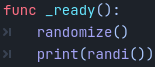 func _ready():
randomize()
print(randi())